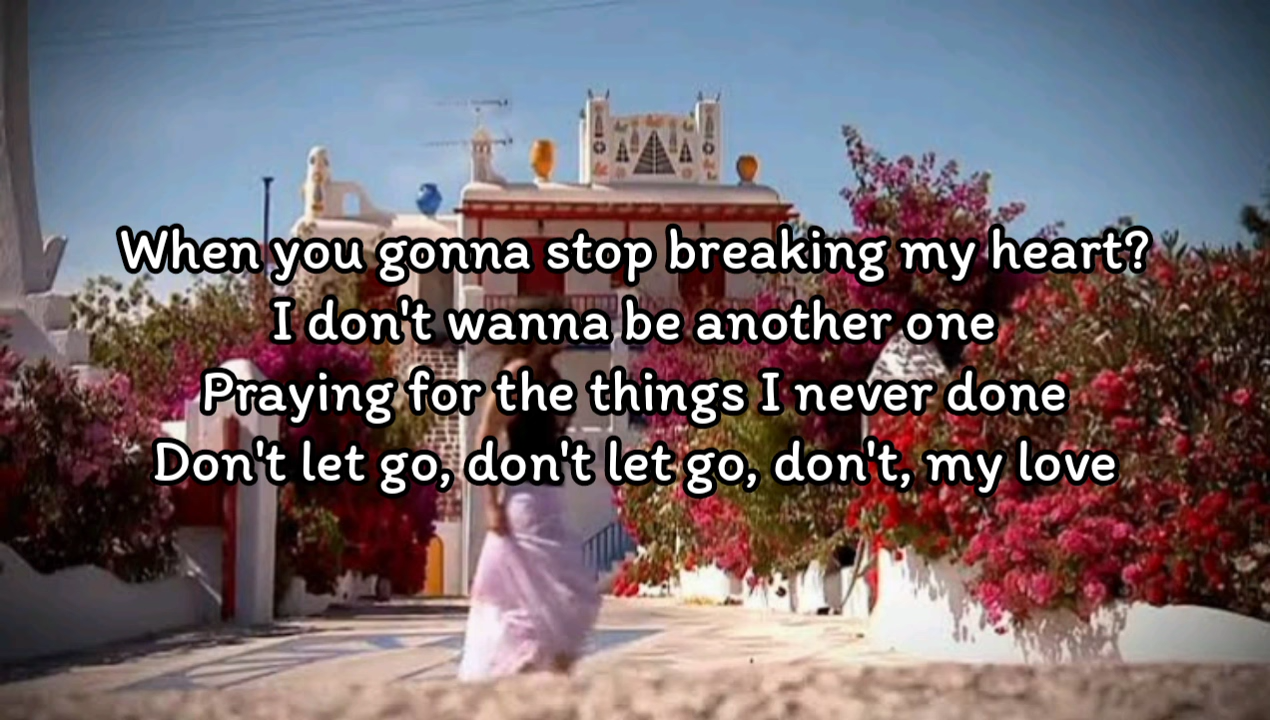 When you gonna stop breaking my heart?
I don't wanna be another one
Praying for the things I never done
Don't let go, don't let go, don't, my love